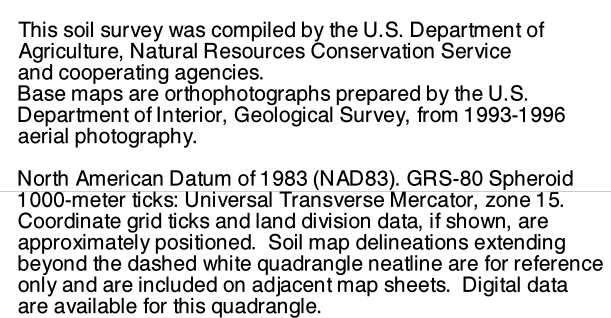 This soil survey was compiled by the U.S. Department of
Agriculture, Natural Resources Conservation Service
and cooperating agencies.
Base maps are orthophotographs prepared by the U.S.
Department of Interior, Geological Survey, from 1993-1996
aerial photography.
North American Datum of 1983 (NAD83). GRS-80 Spheroid
1000-meter ticks: Universal Transverse Mercator, zone 15.
Coordinate grid ticks and land division data, if shown, are
approximately positioned.  Soil map delineations extending
beyond the dashed white quadrangle neatline are for reference
only and are included on adjacent map sheets.  Digital data
are available for this quadrangle.